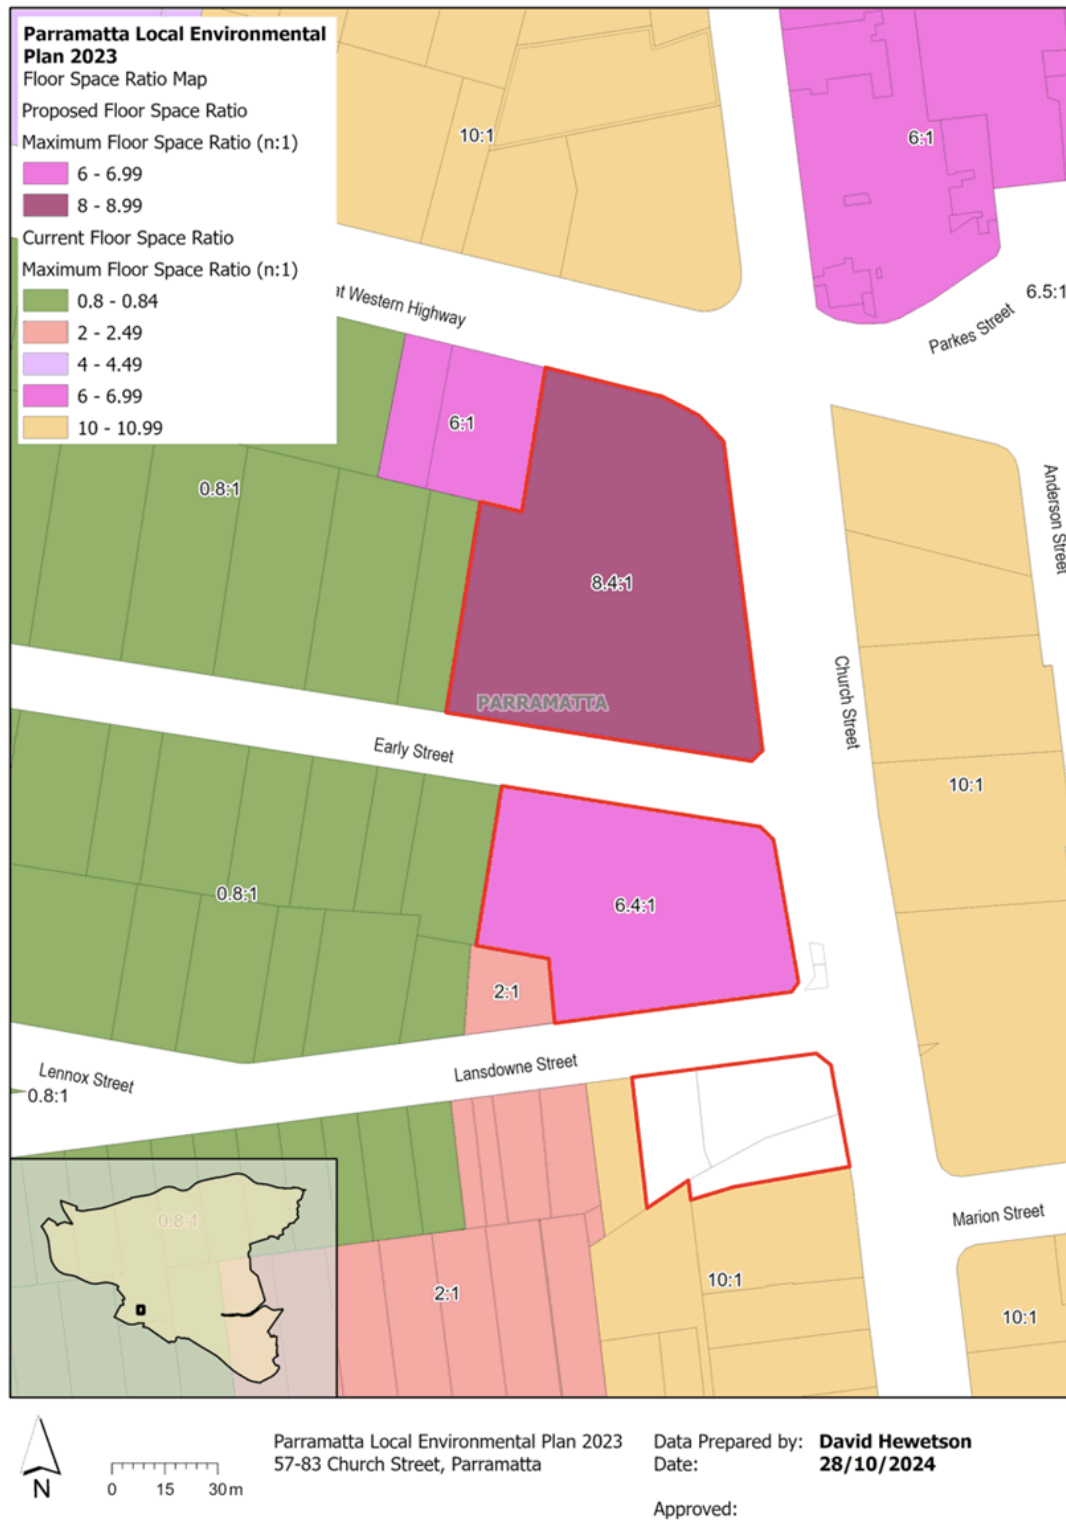 Parramatta Local Environmental
Plan 2023
Floor Space Ratio Map
Proposed Floor Space Ratio
Maximum Floor Space Ratio (n:1)
6 - 6.99
8 - 8.99
Current Floor Space Ratio
Maximum Floor Space Ratio (n:1)
0.8 - 0.84
2 - 2.49
4 - 4.49
6 - 6.99
10 - 10.99
10:1
6:1
6.5:1
Parkes Street
at Western Highway
6:1
0.8:1
Anderson Street
8.4:1
Church Street
PARRAMATTA
Early Street
10:1
0.8:1
6.4:1
2:1
Lansdowne Street
Lennox Street
0.8:1
0.8:1
Marion Street
10:1
2:1
10:1
N
0 15 30 m
Parramatta Local Environmental Plan 2023
57-83 Church Street, Parramatta
Data Prepared by: David Hewetson
Date: 28/10/2024
Approved: